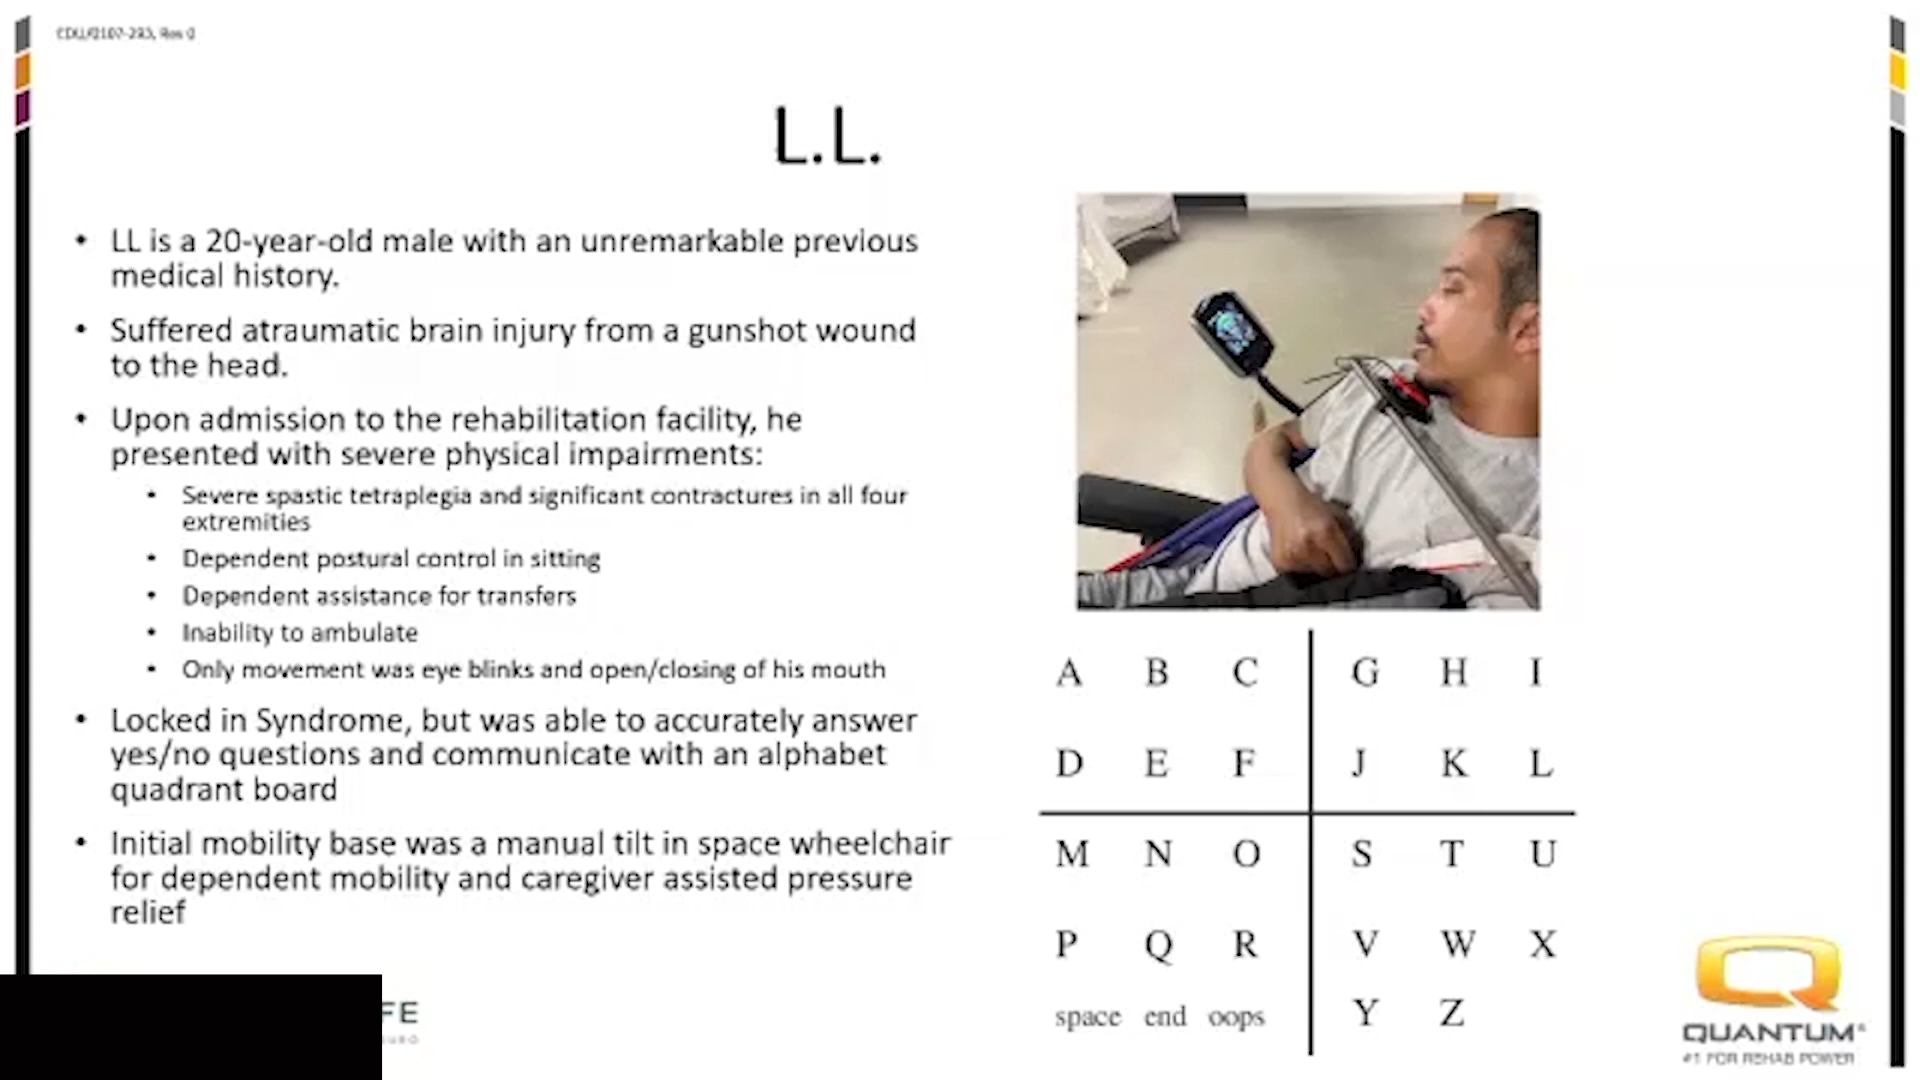 L.L.
• LL is a 20-year-old male with an unremarkable previous
medical history.
• Suffered atraumatic brain injury from a gunshot wound
to the head.
• Upon admission to the rehabilitation facility, he
presented with severe physical impairments:
• Severe spastic tetraplegia and significant contractures in all four
extremities
• Dependent postural control in sitting
• Dependent assistance for transfers
• Inability to ambulate
• Only movement was eye blinks and open/closing of his mouth
• Locked in Syndrome, but was able to accurately answer
yes/no questions and communicate with an alphabet
quadrant board
• Initial mobility base was a manual tilt in space wheelchair
for dependent mobility and caregiver assisted pressure
relief
A B C G H I
D E F J K L
M N O S T U
P Q R V W X
space end oops Y Z
QUANTUM®
#1 FOR REHAB POWER